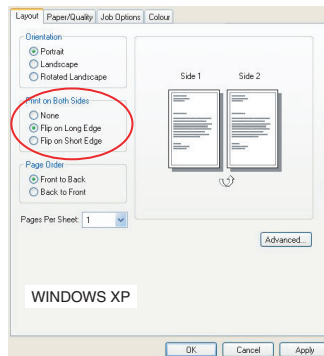 Layout Paper/Quality Job Options Colour
Orientation
Portrait
Landscape
Rotated Landscape
Print on Both Sides
None
Flip on Long Edge
Flip on Short Edge
Page Order
Front to Back
Back to Front
Pages Per Sheet: 1
Side 1 Side 2
Advanced...
WINDOWS XP
OK Cancel Apply